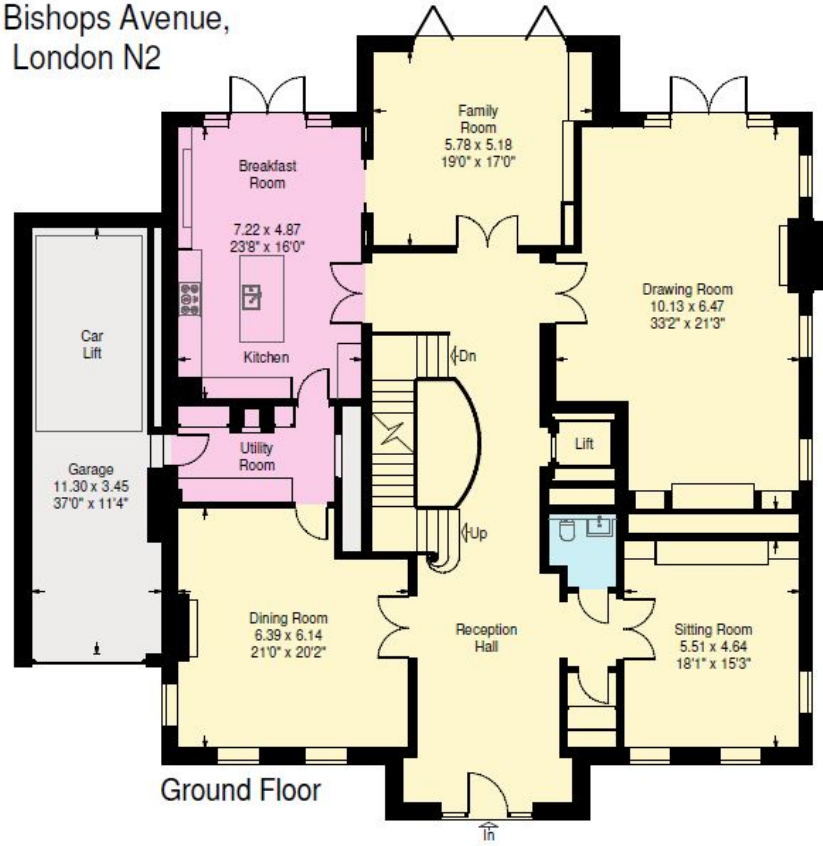 Bishops Avenue,
London N2
Family
Room
5.78 x 5.18
19'0" x 17'0"
Breakfast
Room
7.22 x 4.87
23'8" x 16'0"
Kitchen
Drawing Room
10.13 x 6.47
33'2" x 21'3"
Car
Lift
Dn
Lift
Utility
Room
Garage
11.30 x 3.45
37'0" x 11'4"
Up
Dining Room
6.39 x 6.14
21'0" x 20'2"
Reception
Hall
Sitting Room
5.51 x 4.64
18'1" x 15'3"
Ground Floor
In